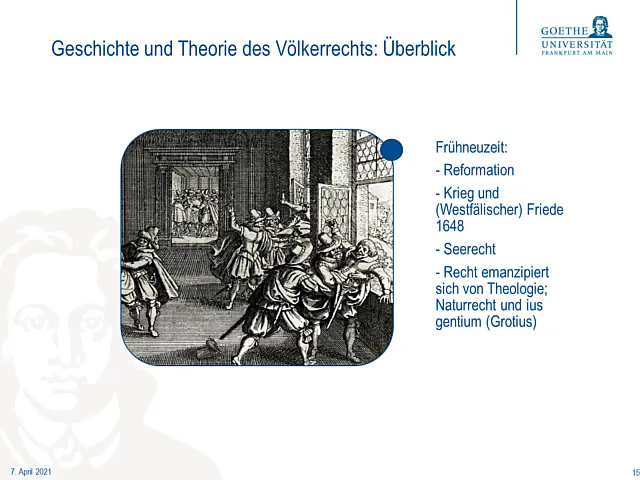 Geschichte und Theorie des Völkerrechts: Überblick
GOETHE
UNIVERSITÄT
FRANKFURT AM MAIN
Frühneuzeit:
- Reformation
- Krieg und
(Westfälischer) Friede
1648
- Seerecht
- Recht emanzipiert
sich von Theologie;
Naturrecht und ius
gentium (Grotius)
7. April 2021
15